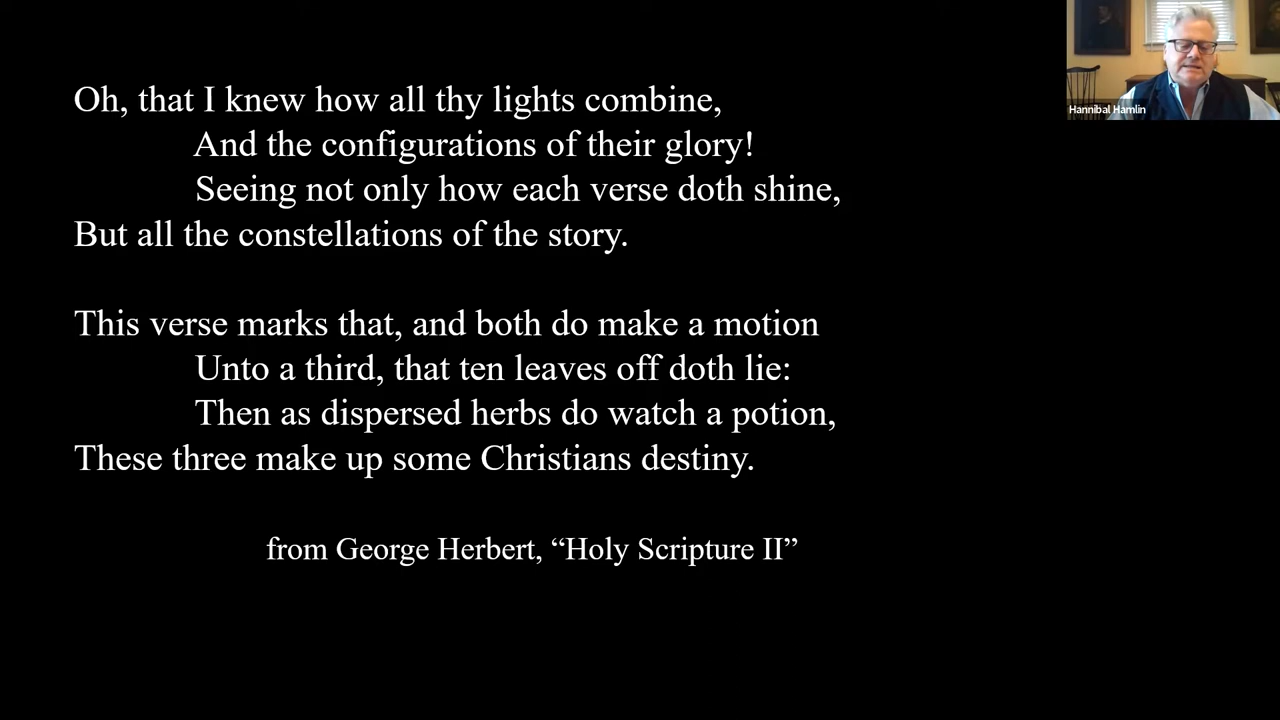 Oh, that I knew how all thy lights combine,
And the configurations of their glory!
Seeing not only how each verse doth shine,
But all the constellations of the story.
This verse marks that, and both do make a motion
Unto a third, that ten leaves off doth lie:
Then as dispersed herbs do watch a potion,
These three make up some Christians destiny.
from George Herbert, “Holy Scripture II”
Hannibal Hamlin